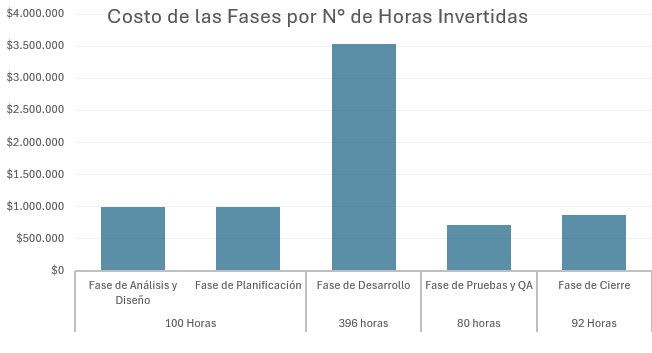 Costo de las Fases por N° de Horas Invertidas
$4.000.000
$3.500.000
$3.000.000
$2.500.000
$2.000.000
$1.500.000
$1.000.000
$500.000
$0
Fase de Análisis y
Diseño
Fase de Planificación
Fase de Desarrollo
Fase de Pruebas y QA
Fase de Cierre
100 Horas
396 horas
80 horas
92 Horas